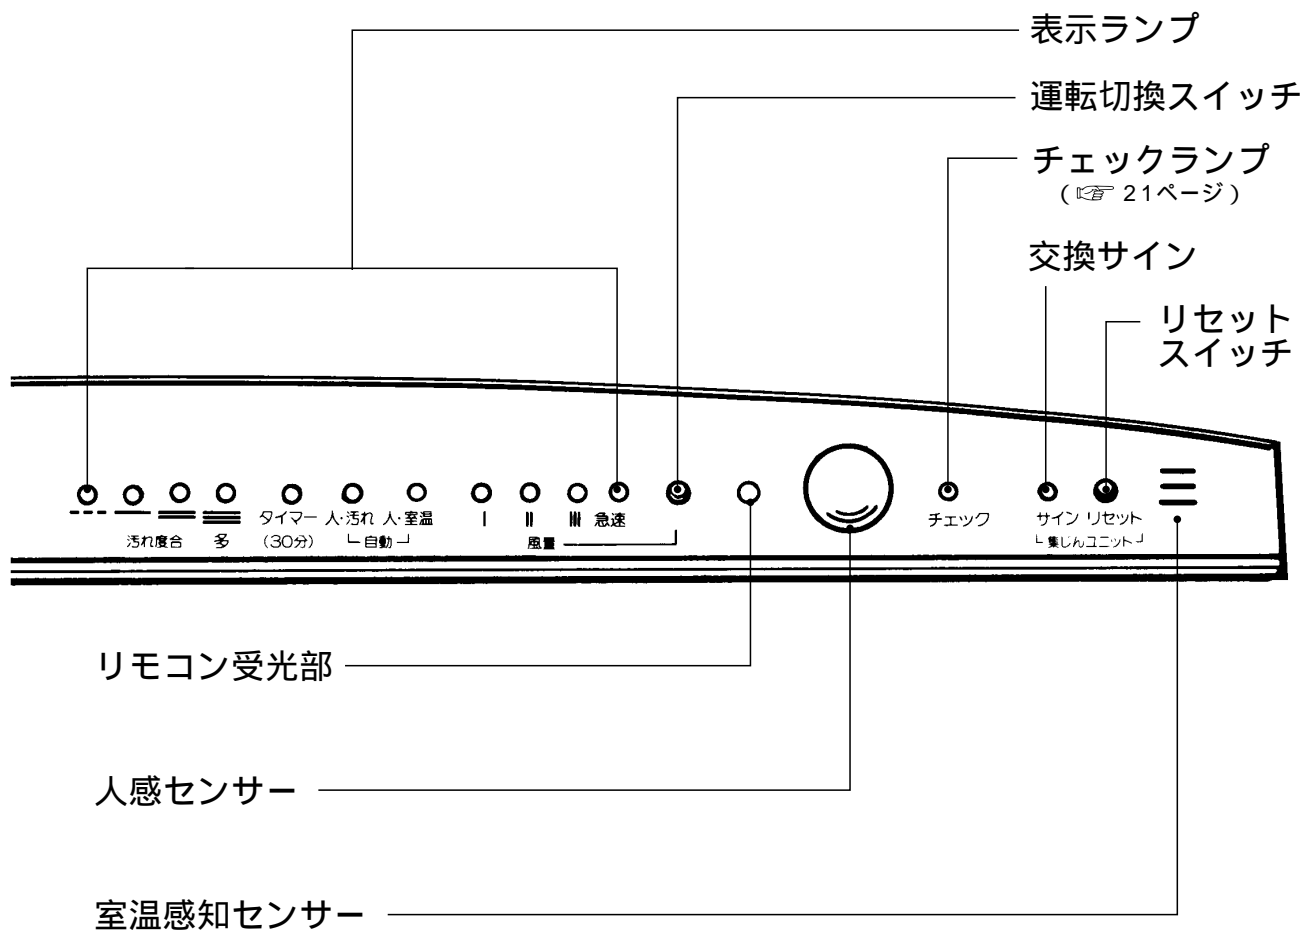 表示ランプ
運転切換スイッチ
チェックランプ
(☞ 21ページ)
交換サイン
リセット
スイッチ
タイマー 人・汚れ 人・室温 Ⅰ Ⅱ Ⅲ 急速 チェック サイン リセット
汚れ度合 多 (30分) 自動 風量 集じんユニット
リモコン受光部
人感センサー
室温感知センサー